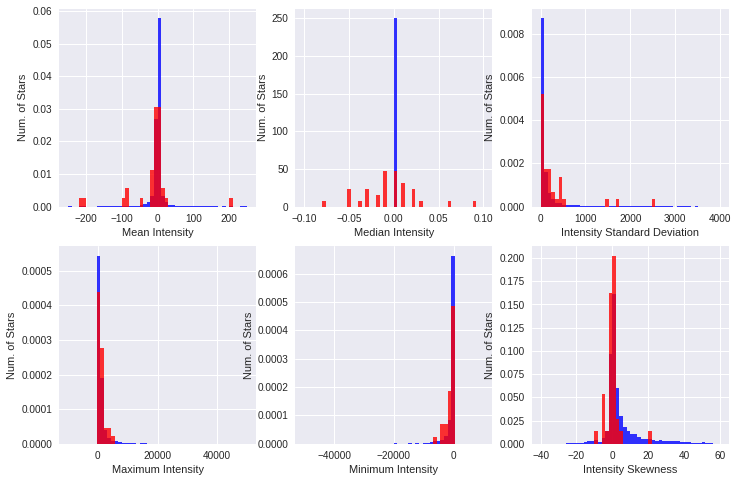 0.06
0.05
0.04
0.03
0.02
0.01
0.00
Num. of Stars
−200 −100 0 100 200
Mean Intensity
250
200
150
100
50
0
Num. of Stars
−0.10 −0.05 0.00 0.05 0.10
Median Intensity
0.008
0.006
0.004
0.002
0.000
Num. of Stars
0 1000 2000 3000 4000
Intensity Standard Deviation
0.0005
0.0004
0.0003
0.0002
0.0001
0.0000
Num. of Stars
0 20000 40000
Maximum Intensity
0.0006
0.0005
0.0004
0.0003
0.0002
0.0001
0.0000
Num. of Stars
−40000 −20000 0
Minimum Intensity
0.200
0.175
0.150
0.125
0.100
0.075
0.050
0.025
0.000
Num. of Stars
−40 −20 0 20 40 60
Intensity Skewness